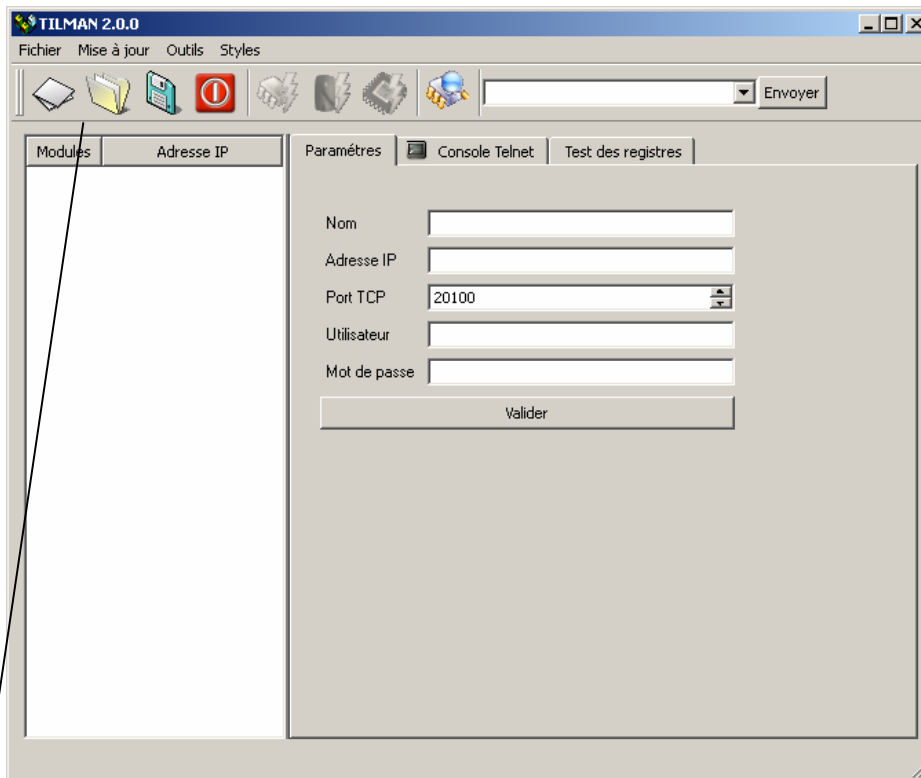 TILMAN 2.0.0
Fichier Mise à jour Outils Styles
Envoyer
Modules Adresse IP
Paramétres Console Telnet Test des registres
Nom
Adresse IP
Port TCP 20100
Utilisateur
Mot de passe
Valider